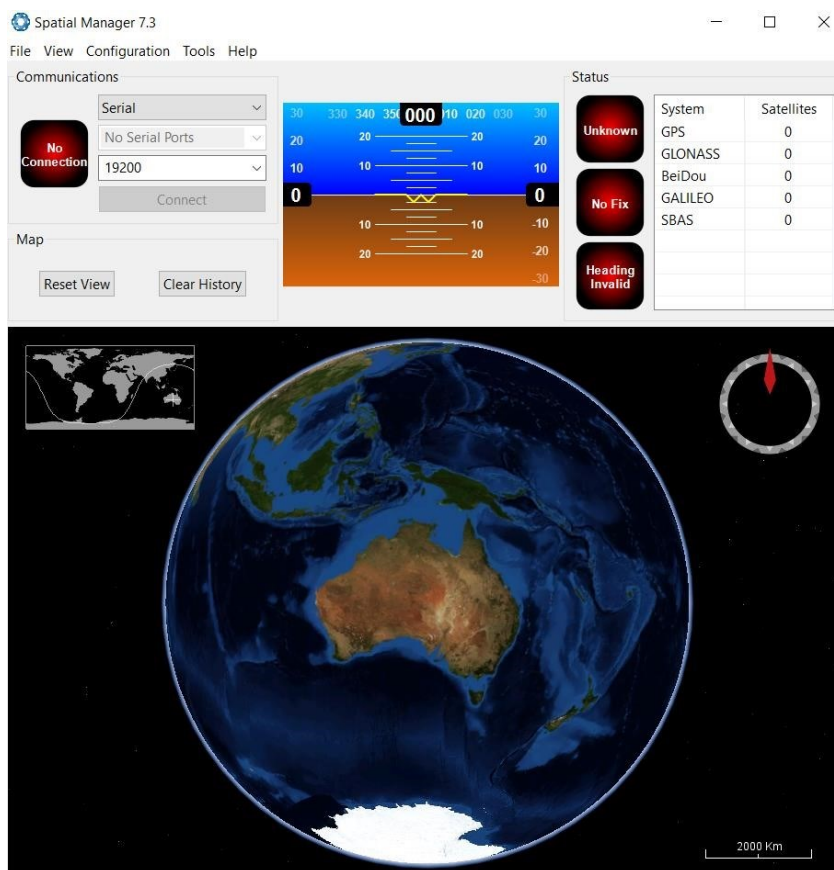 Spatial Manager 7.3
File View Configuration Tools Help
Communications
No Connection
Serial
No Serial Ports
19200
Connect
Map
Reset View
Clear History
30 330 340 350 000 010 020 030 30
20 20 20 20
10 10 10 10
0 0
10 10 -10
20 20 -20
-30
Status
Unknown
No Fix
Heading
Invalid
System Satellites
GPS 0
GLONASS 0
BeiDou 0
GALILEO 0
SBAS 0
2000 Km